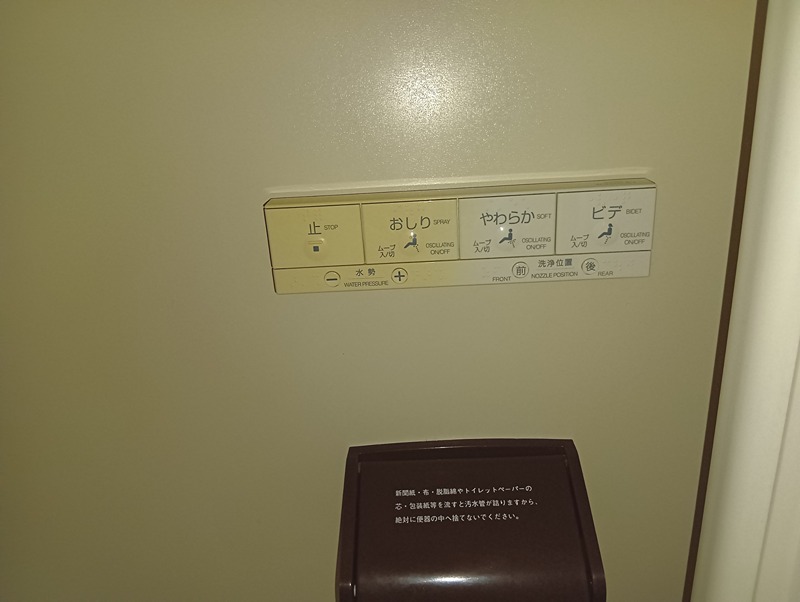 止 STOP
おしり SPRAY
ムーブ
入/切
OSCILLATING
ON/OFF
やわらか SOFT
ムーブ
入/切
OSCILLATING
ON/OFF
ビデ BIDET
ムーブ
入/切
OSCILLATING
ON/OFF
水勢
WATER PRESSURE
洗浄位置
FRONT 前 NOZZLE POSITION 後 REAR
新聞紙・布・脱脂綿やトイレットペーパーの
芯・包装紙等を流すと汚水管が詰りますから、
絶対に便器の中へ捨てないでください。